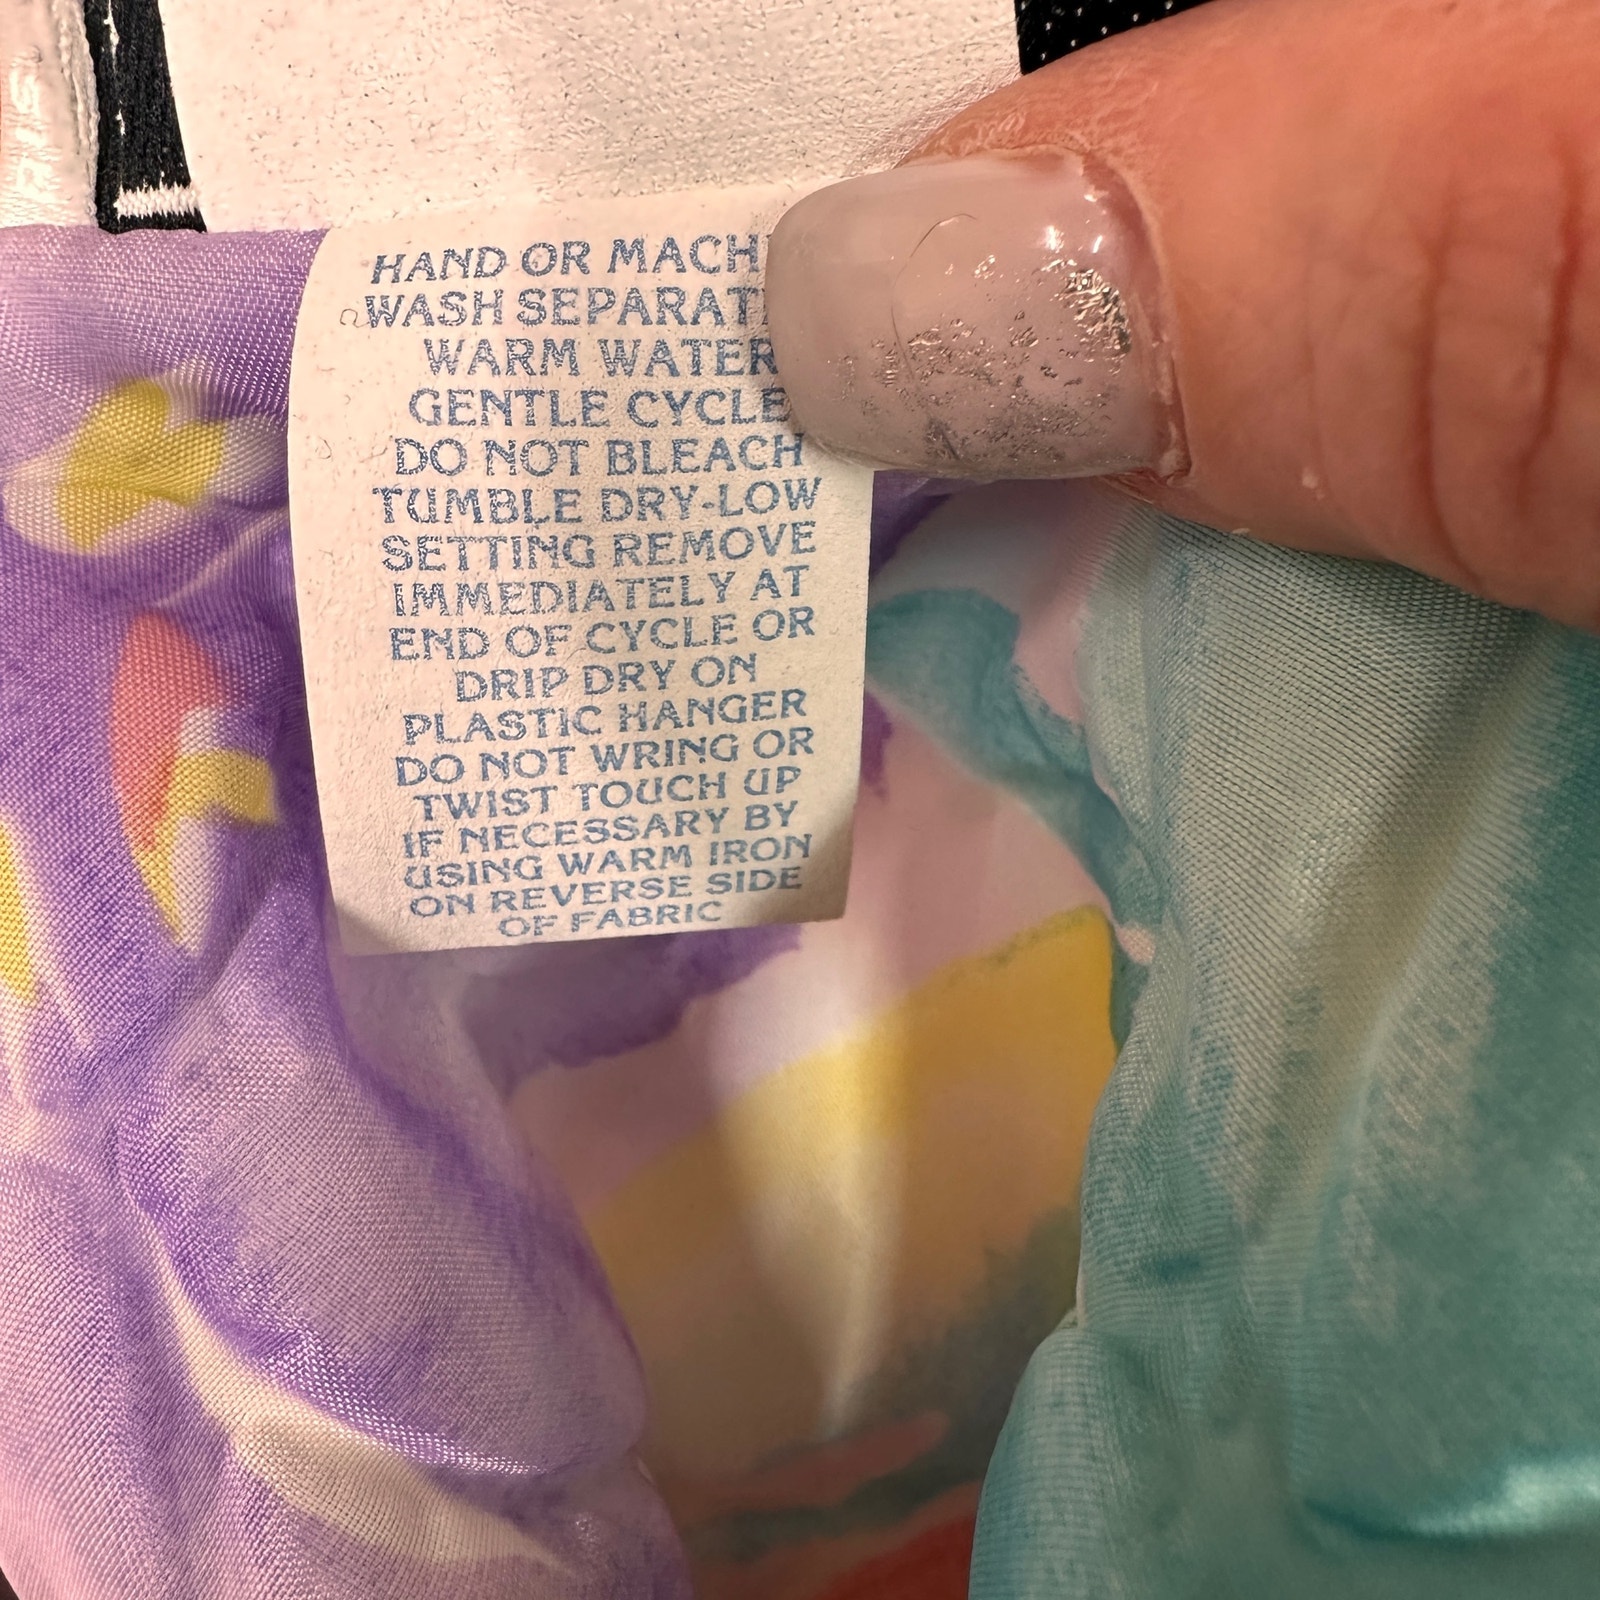 HAND OR MACH
WASH SEPARAT
WARM WATER
GENTLE CYCLE
DO NOT BLEACH
TUMBLE DRY-LOW
SETTING REMOVE
IMMEDIATELY AT
END OF CYCLE OR
DRIP DRY ON
PLASTIC HANGER
DO NOT WRING OR
TWIST TOUCH UP
IF NECESSARY BY
USING WARM IRON
ON REVERSE SIDE
OF FABRIC